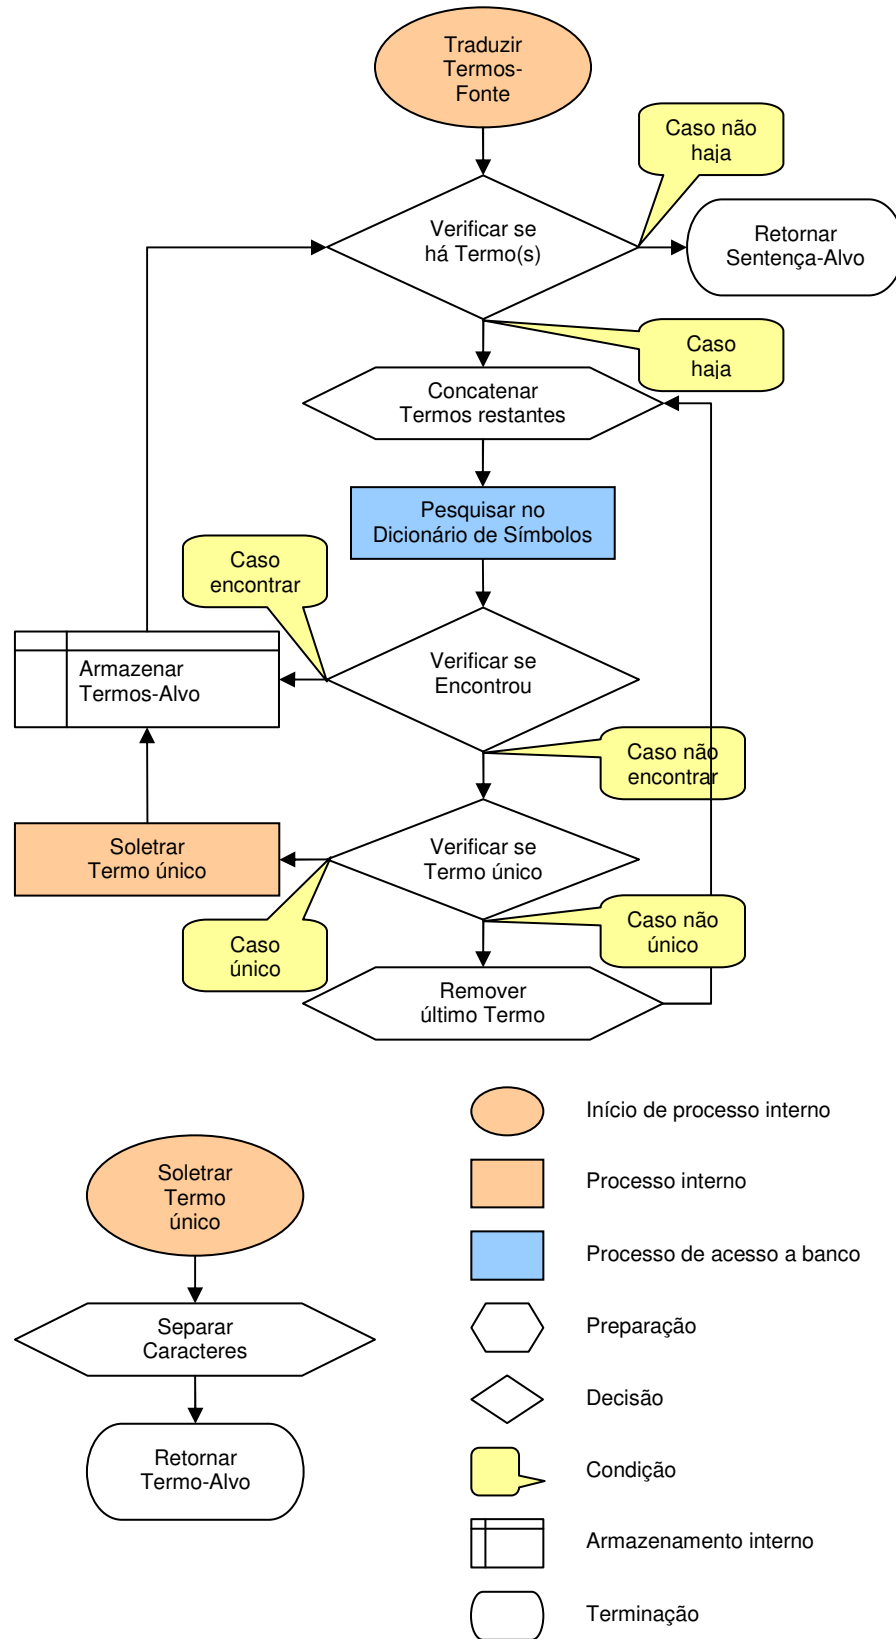 Traduzir
Termos-
Fonte
Caso não
haja
Verificar se
há Termo(s)
Retornar
Sentença-Alvo
Caso
haja
Concatenar
Termos restantes
Pesquisar no
Dicionário de Símbolos
Caso
encontrar
Verificar se
Encontrou
Armazenar
Termos-Alvo
Caso não
encontrar
Verificar se
Termo único
Soletrar
Termo único
Caso
único
Caso não
único
Remover
último Termo
Soletrar
Termo
único
Separar
Caracteres
Retornar
Termo-Alvo
Início de processo interno
Processo interno
Processo de acesso a banco
Preparação
Decisão
Condição
Armazenamento interno
Terminação